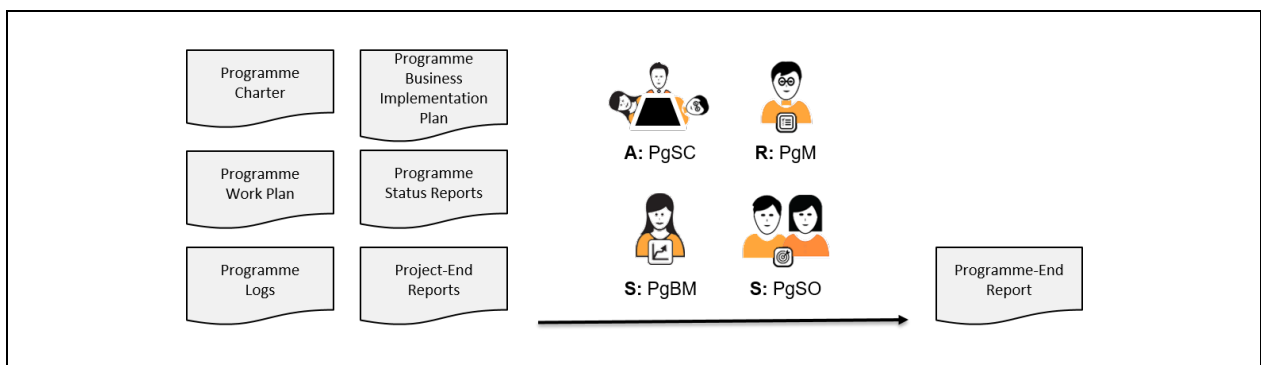 Programme
Charter
Programme
Business
Implementation
Plan
Programme
Work Plan
Programme
Status Reports
Programme
Logs
Project-End
Reports
A: PgSC
R: PgM
S: PgBM
S: PgSO
Programme-End
Report